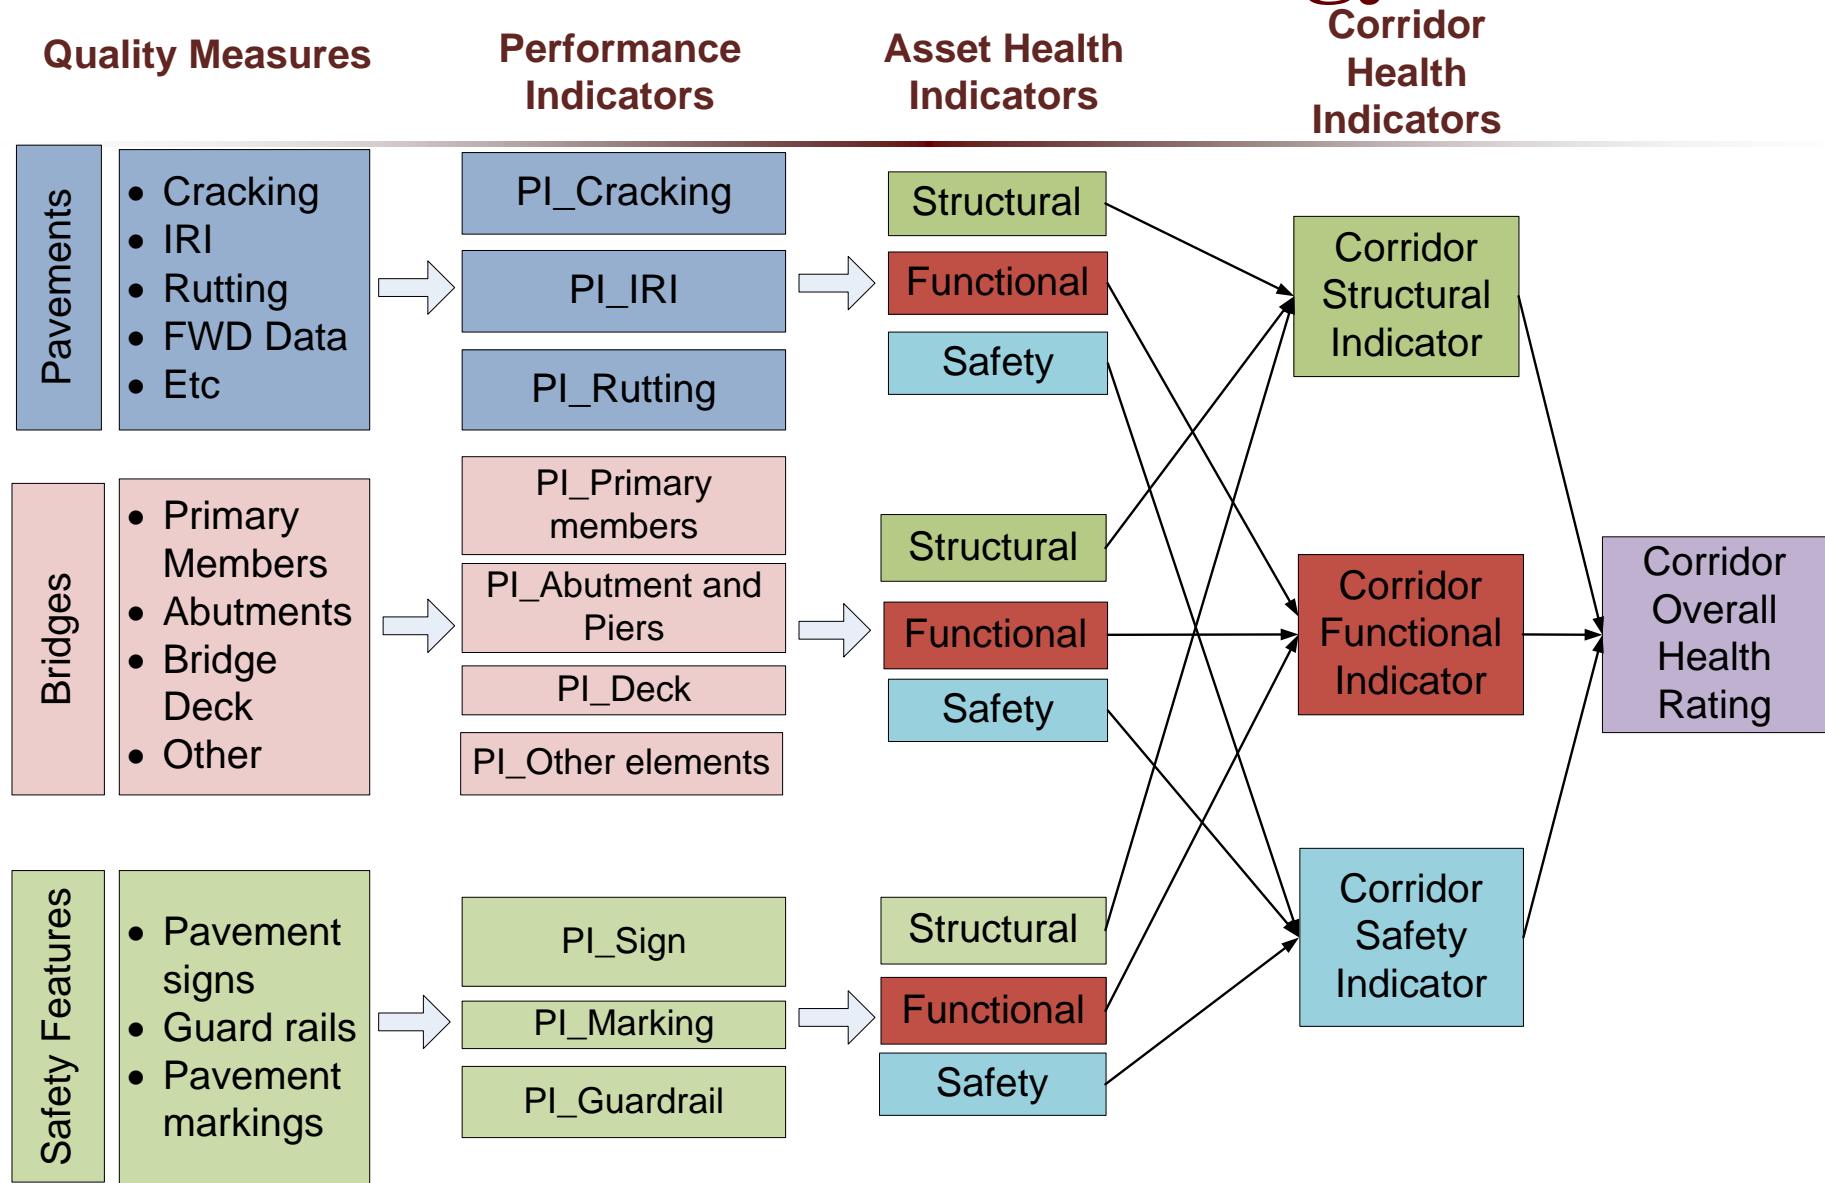 Quality Measures
Performance
Indicators
Asset Health
Indicators
Corridor
Health
Indicators
Pavements
• Cracking
• IRI
• Rutting
• FWD Data
• Etc
PI_Cracking
PI_IRI
PI_Rutting
Structural
Functional
Safety
Bridges
• Primary
Members
• Abutments
• Bridge
Deck
• Other
PI_Primary
members
PI_Abutment and
Piers
PI_Deck
PI_Other elements
Structural
Functional
Safety
Safety Features
• Pavement
signs
• Guard rails
• Pavement
markings
PI_Sign
PI_Marking
PI_Guardrail
Structural
Functional
Safety
Corridor
Structural
Indicator
Corridor
Functional
Indicator
Corridor
Safety
Indicator
Corridor
Overall
Health
Rating